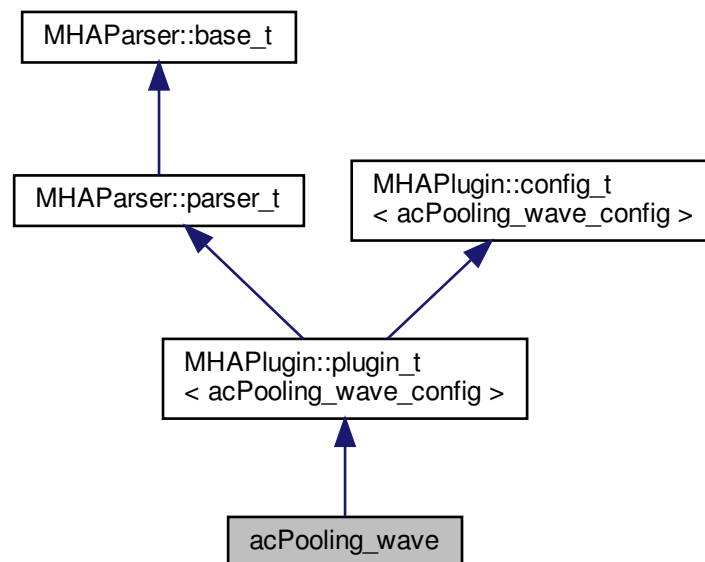 MHAParser::base_t
MHAParser::parser_t
MHAPlugin::config_t
< acPooling_wave_config >
MHAPlugin::plugin_t
< acPooling_wave_config >
acPooling_wave